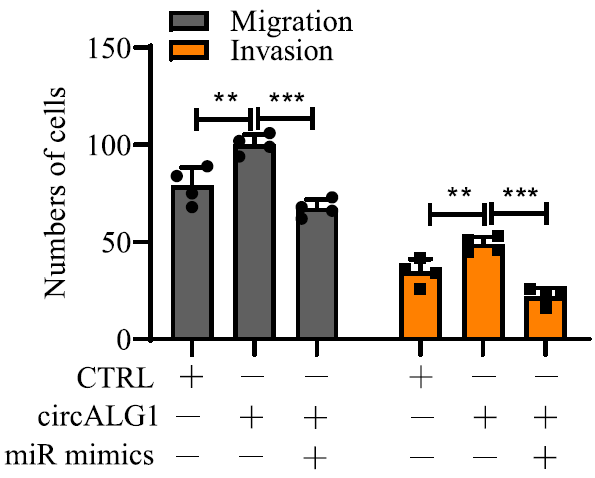 Migration
Invasion
Numbers of cells
150
100
50
0
** ***
** ***
CTRL + — — + — —
circALG1 — + + — + +
miR mimics — — + — — +